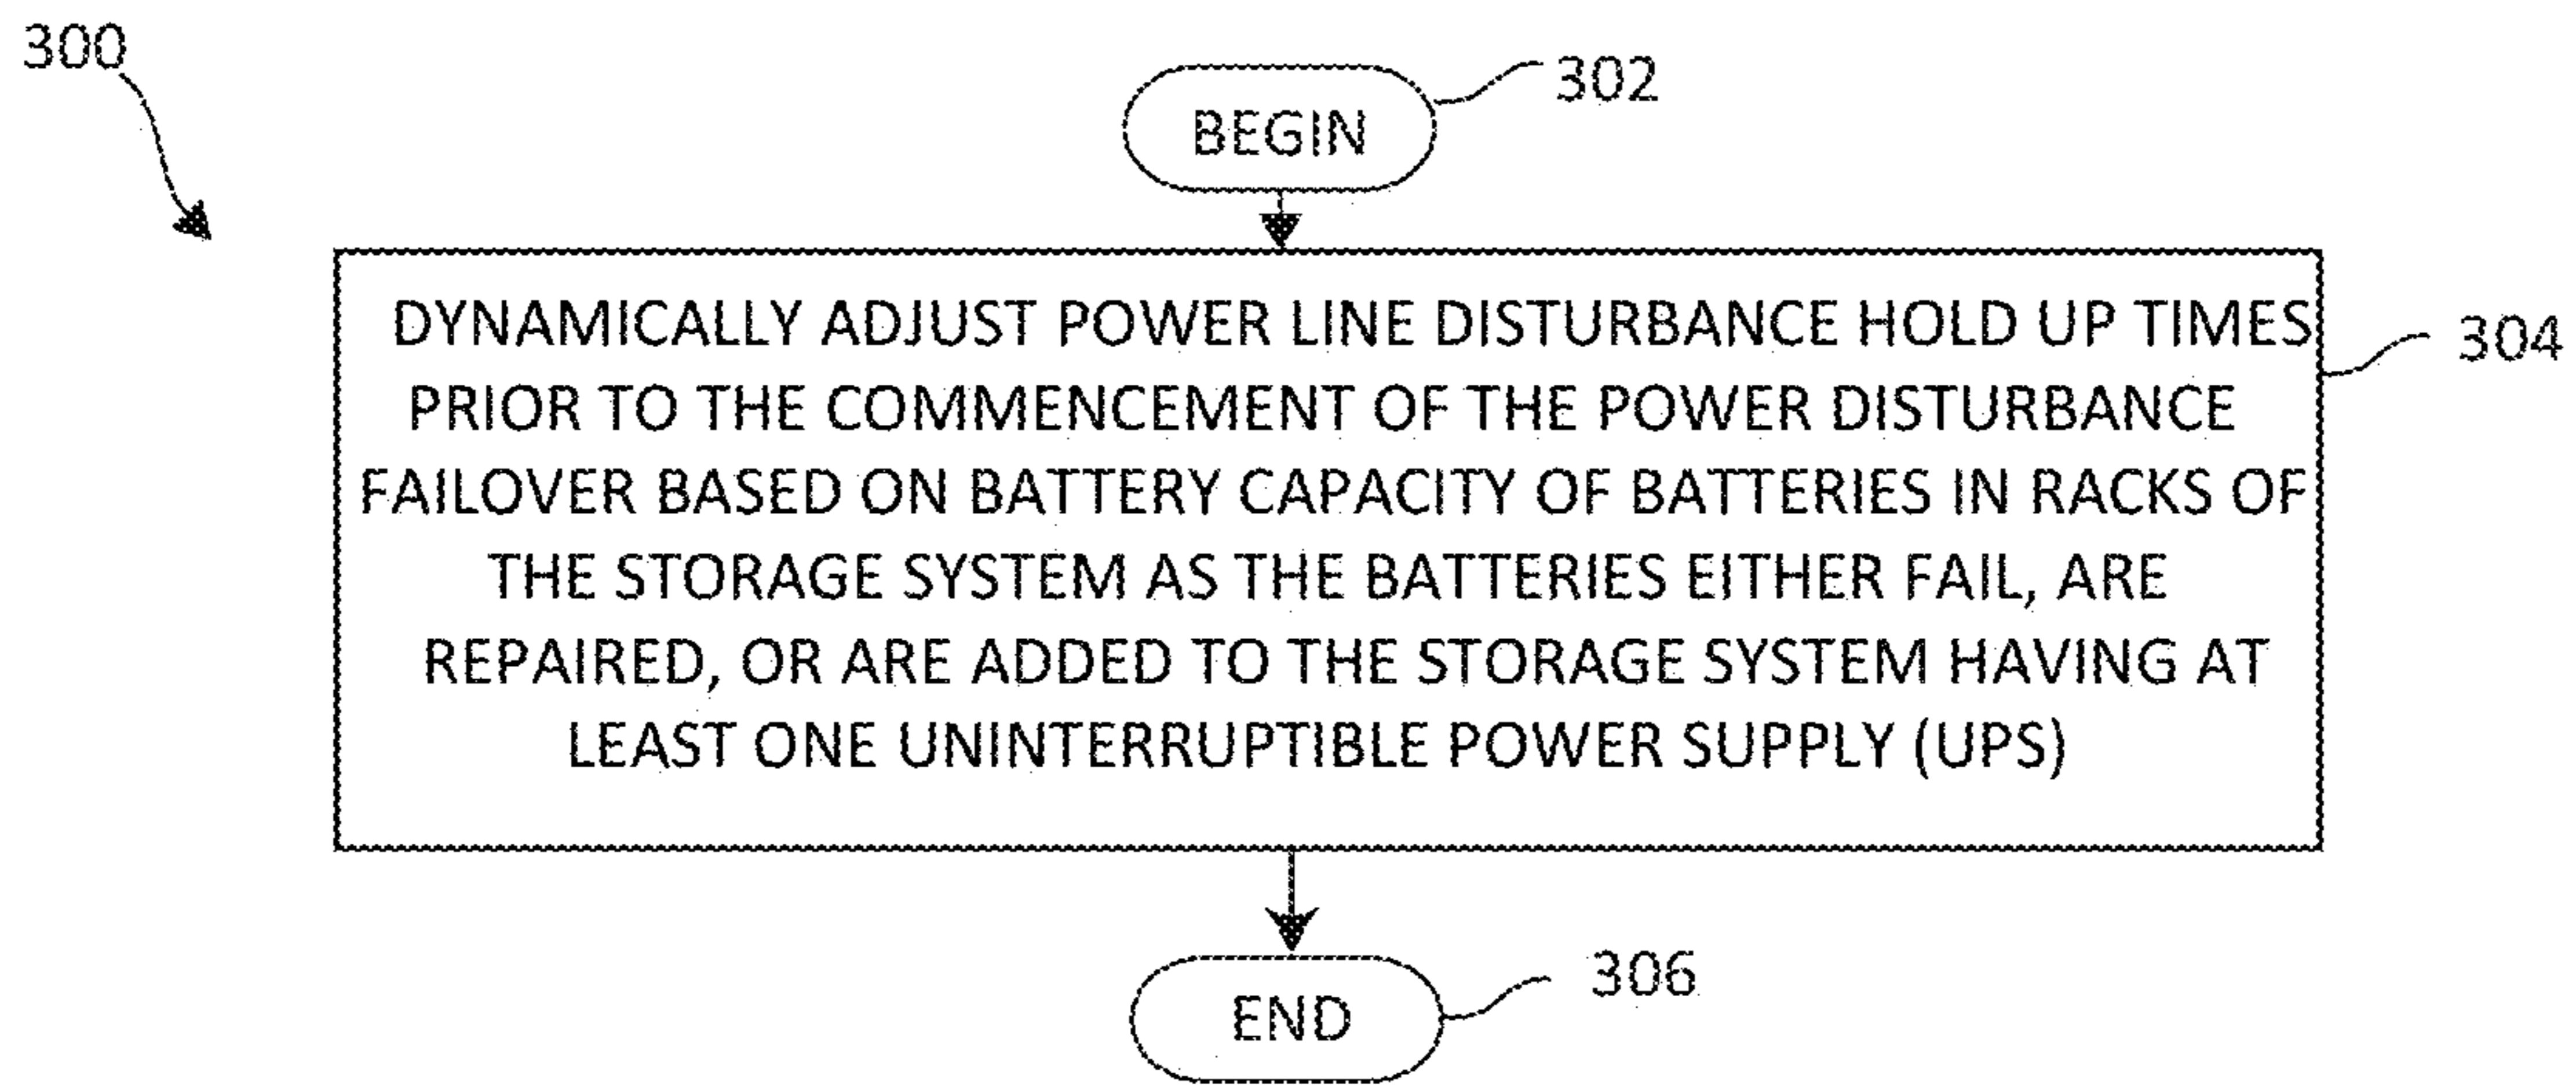 300
BEGIN
302
DYNAMICALLY ADJUST POWER LINE DISTURBANCE HOLD UP TIMES
304
PRIOR TO THE COMMENCEMENT OF THE POWER DISTURBANCE
FAILOVER BASED ON BATTERY CAPACITY OF BATTERIES IN RACKS OF
THE STORAGE SYSTEM AS THE BATTERIES EITHER FAIL, ARE
REPAIRED, OR ARE ADDED TO THE STORAGE SYSTEM HAVING AT
LEAST ONE UNINTERRUPTIBLE POWER SUPPLY (UPS)
306
END